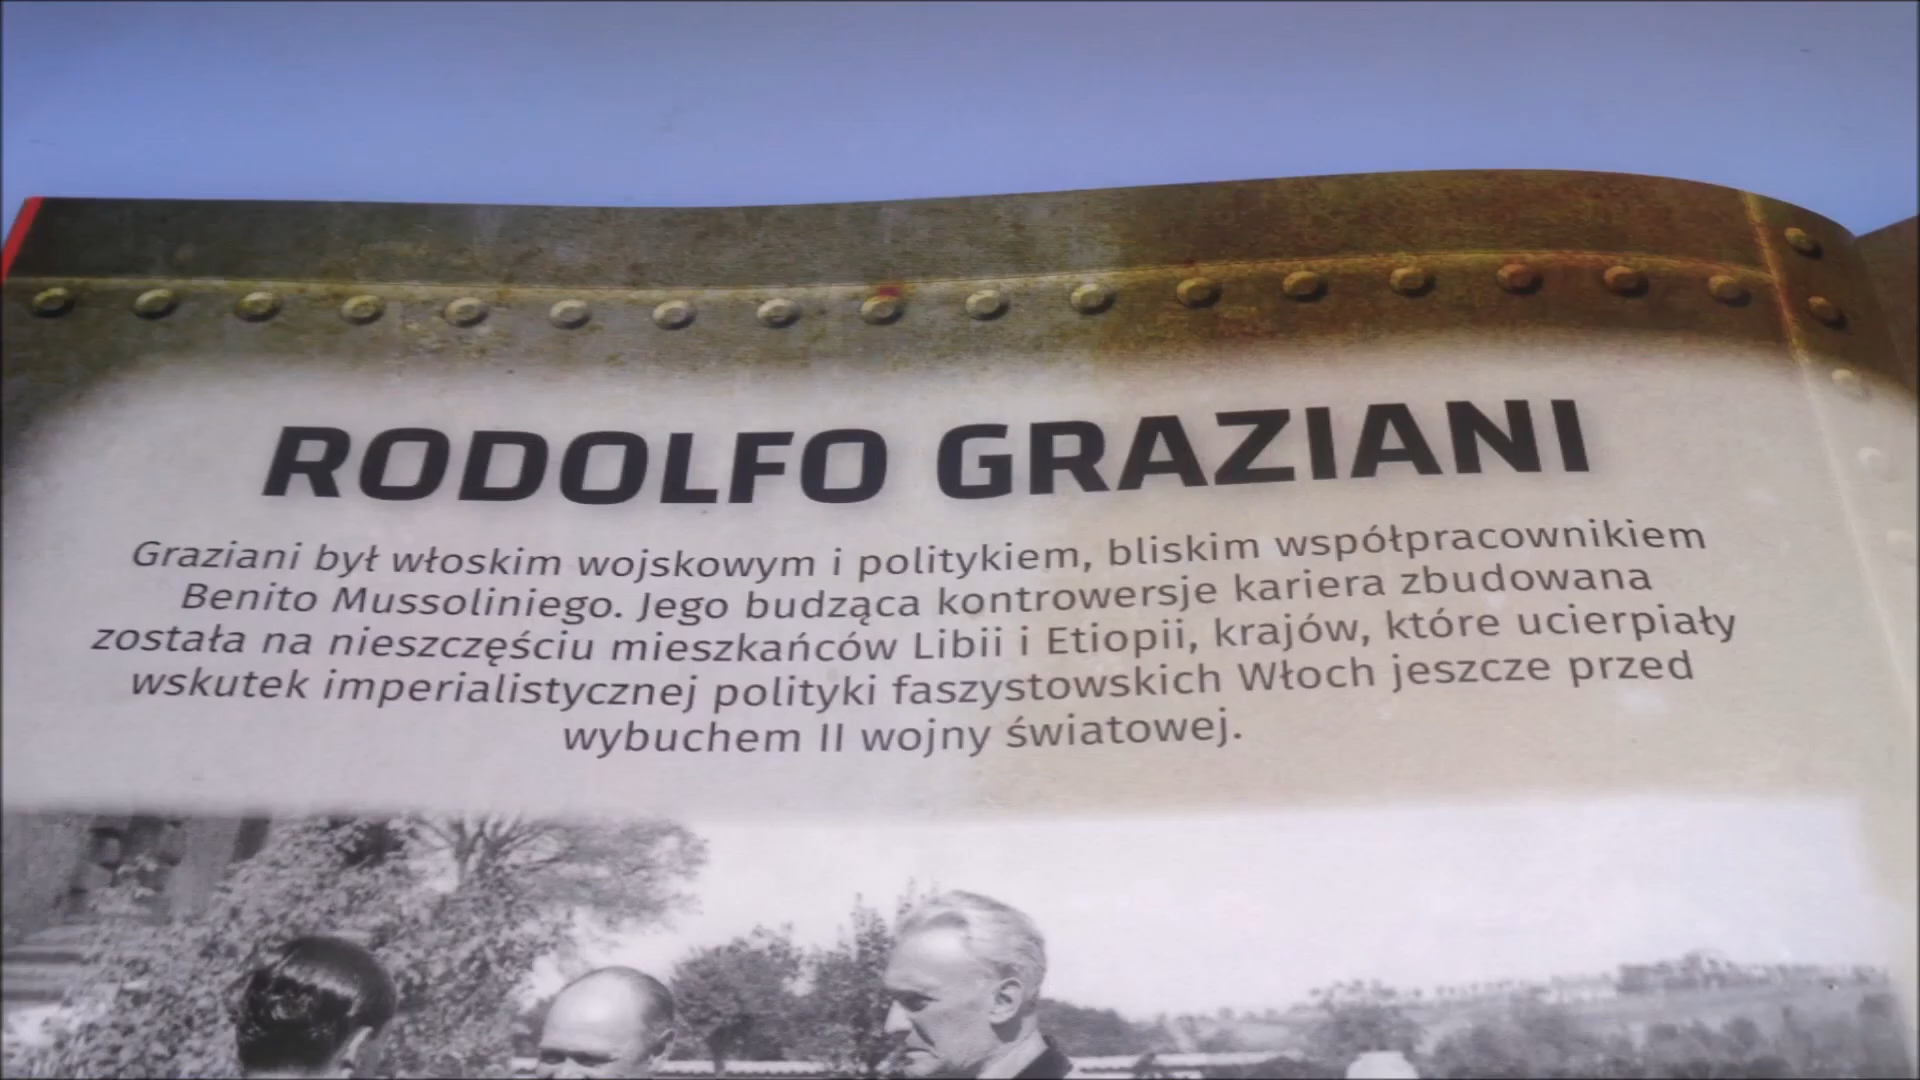 RODOLFO GRAZIANI
Graziani był włoskim wojskowym i politykiem, bliskim współpracownikiem
Benito Mussoliniego. Jego budząca kontrowersje kariera zbudowana
została na nieszczęściu mieszkańców Libii i Etiopii, krajów, które ucierpiały
wskutek imperialistycznej polityki faszystowskich Włoch jeszcze przed
wybuchem II wojny światowej.